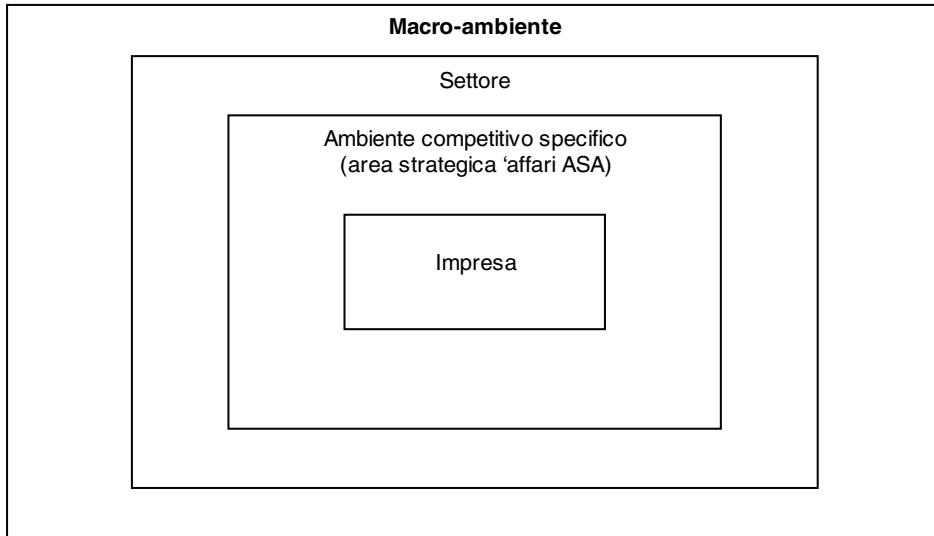 Macro-ambiente
Settore
Ambiente competitivo specifico
(area strategica ‘affari ASA)
Impresa